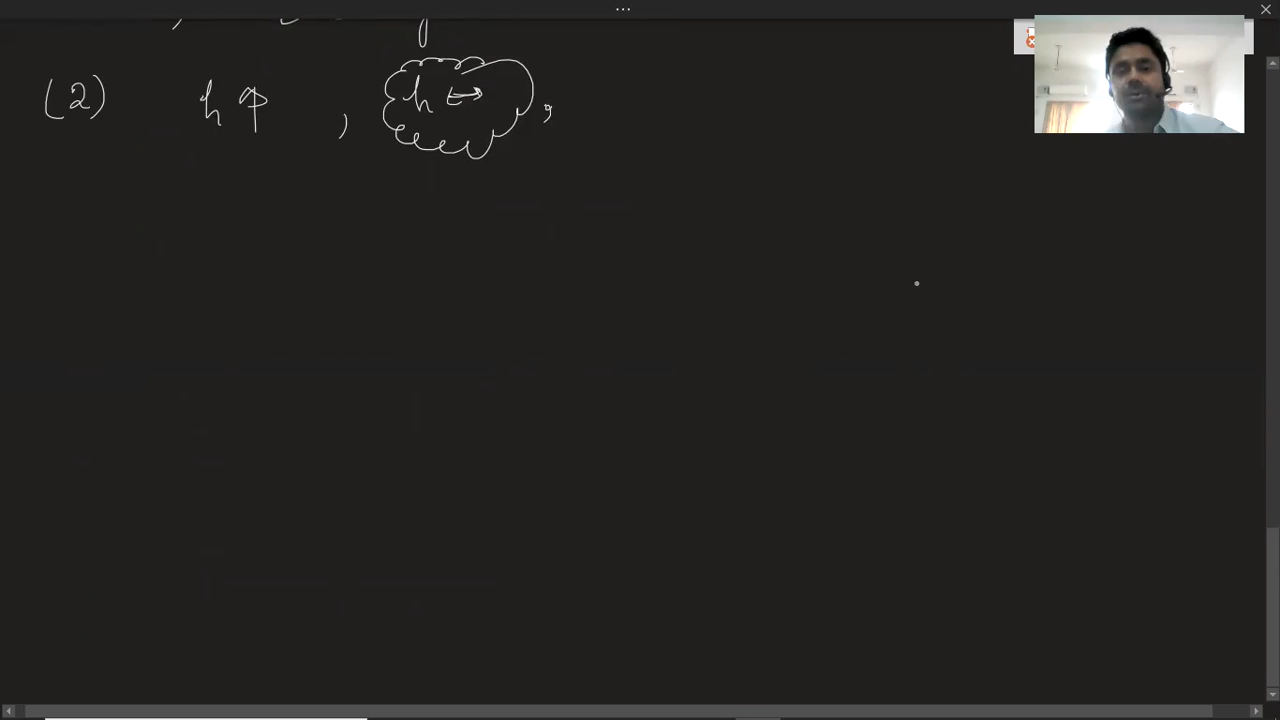 (2) h ↑ , h ↔ ,